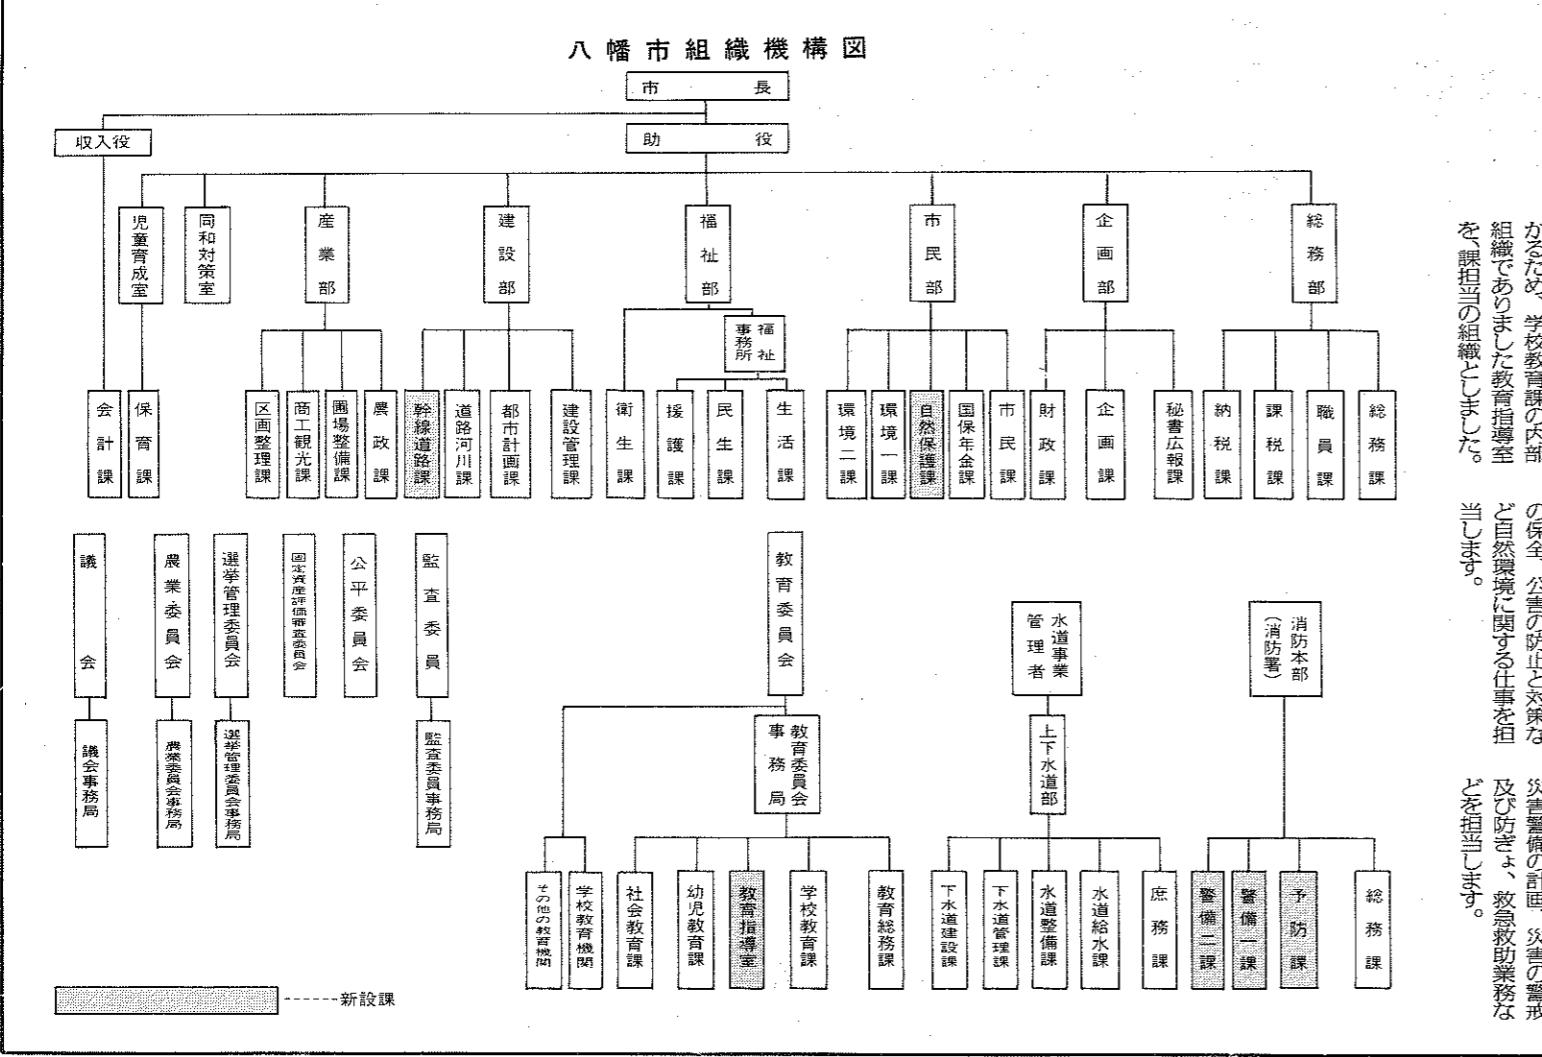 八幡市組織機構図
市長
収入役
助役
児童育成室
同和対策室
産業部
建設部
福祉部
市民部
企画部
総務部
福祉
事務所
会計課
保育課
区画整理課
商工観光課
圃場整備課
農政課
幹線道路課
道路河川課
都市計画課
建設管理課
衛生課
援護課
民生課
生活課
環境二課
環境一課
自然保護課
国保年金課
市民課
財政課
企画課
秘書広報課
納税課
課税課
職員課
総務課
議会
農業委員会
選挙管理委員会
固定資産評価審査委員会
公平委員会
監査委員
教育委員会
水道事業
管理者
消防本部
(消防署)
議会事務局
農業委員会事務局
選挙管理委員会事務局
監査委員事務局
教育委員会
事務局
上下水道部
その他の教育機関
学校教育機関
社会教育課
幼児教育課
教育指導室
学校教育課
教育総務課
下水道建設課
下水道管理課
水道整備課
水道給水課
庶務課
警備二課
警備一課
予防課
総務課
新設課
かるため、学校教育課の内部
組織でありました教育指導室
を、課担当の組織としました。
の保全、公害の防止と対策な
ど自然環境に関する仕事を担
当します。
災害警備の計画、災害の警戒
及び防ぎょ、救急救助業務な
どを担当します。